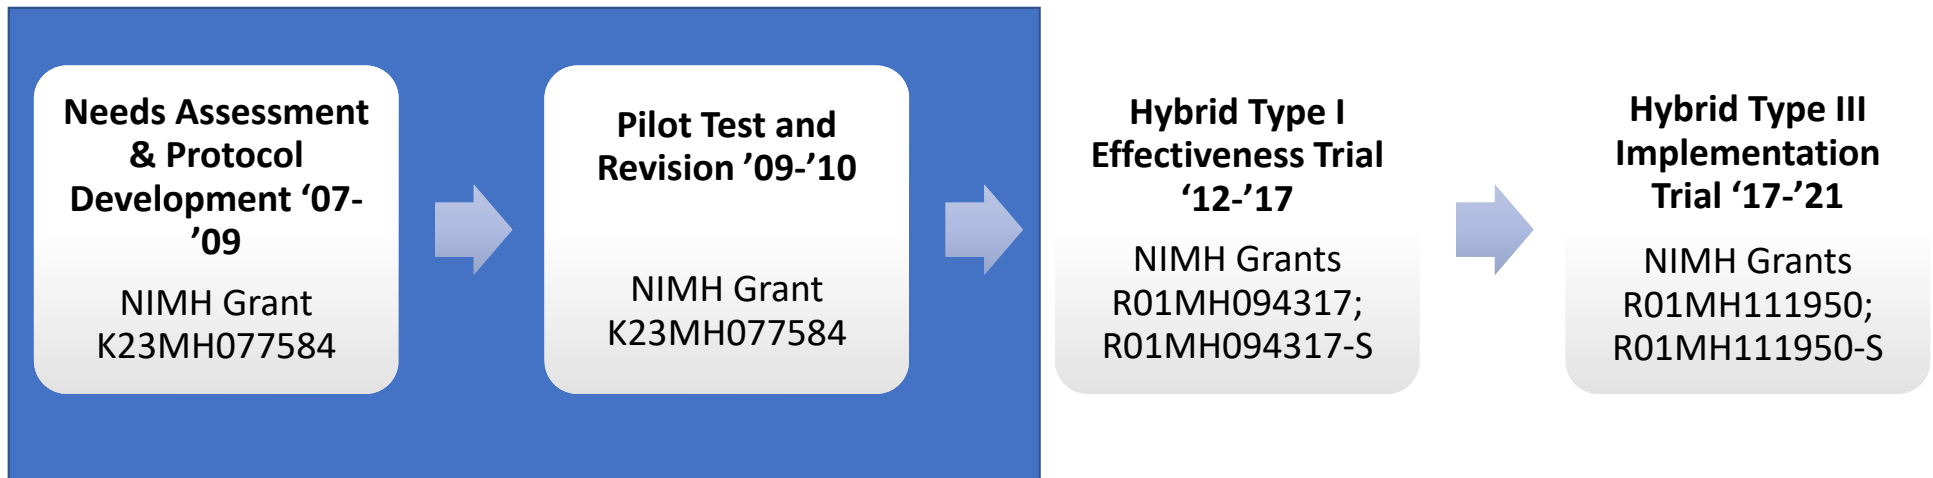 Needs Assessment
& Protocol
Development ‘07-
’09
NIMH Grant
K23MH077584
Pilot Test and
Revision ’09-’10
NIMH Grant
K23MH077584
Hybrid Type I
Effectiveness Trial
‘12-’17
NIMH Grants
R01MH094317;
R01MH094317-S
Hybrid Type III
Implementation
Trial ‘17-’21
NIMH Grants
R01MH111950;
R01MH111950-S